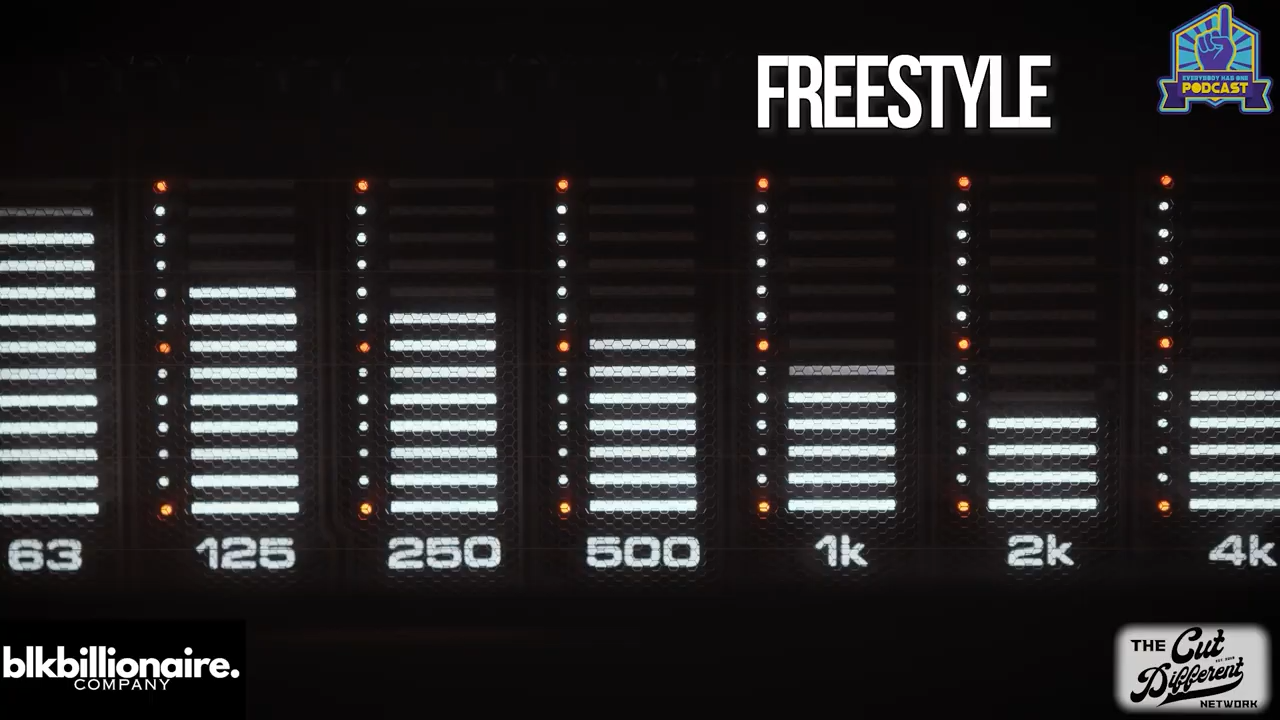 FREESTYLE
EVERYBODY HAS ONE
PODCAST
63 125 250 500 1k 2k 4k
blkbillionaire.
COMPANY
THE Cut
Different
NETWORK